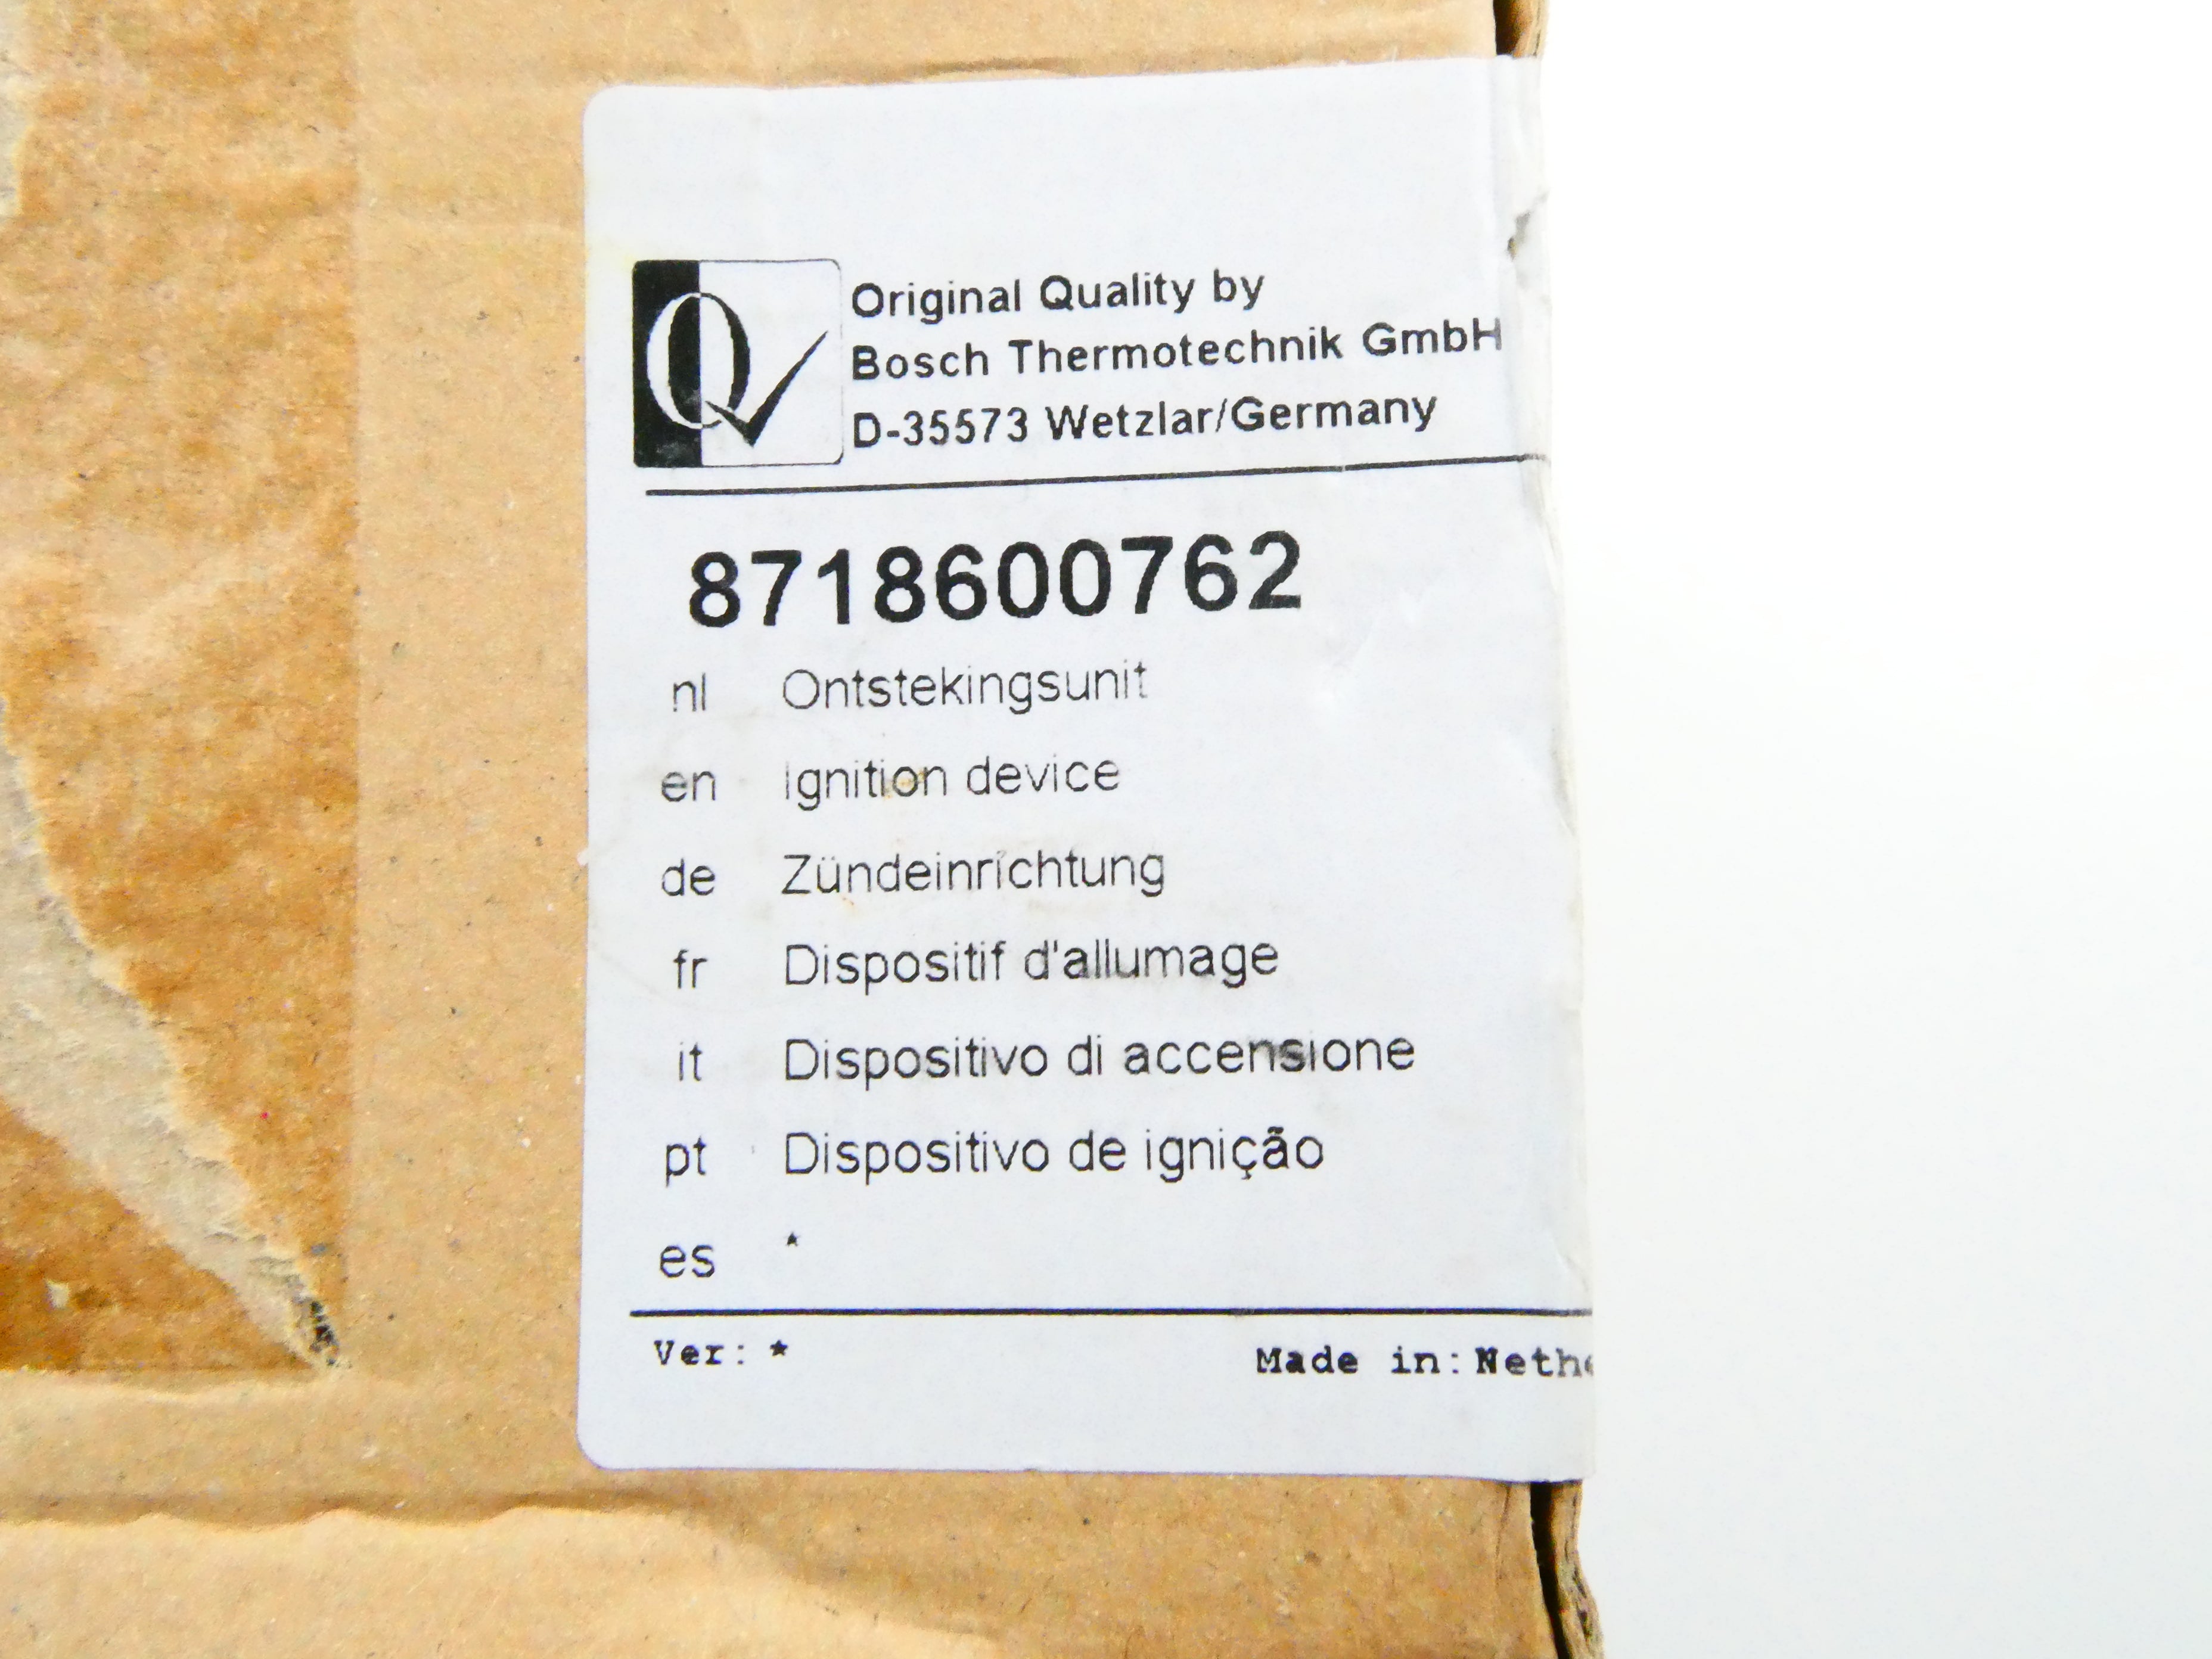 Original Quality by
Bosch Thermotechnik GmbH
D-35573 Wetzlar/Germany
8718600762
nl Ontstekingsunit
en Ignition device
de Zündeinrichtung
fr Dispositif d'allumage
it Dispositivo di accensione
pt Dispositivo de ignição
es *
Ver: *
Made in: